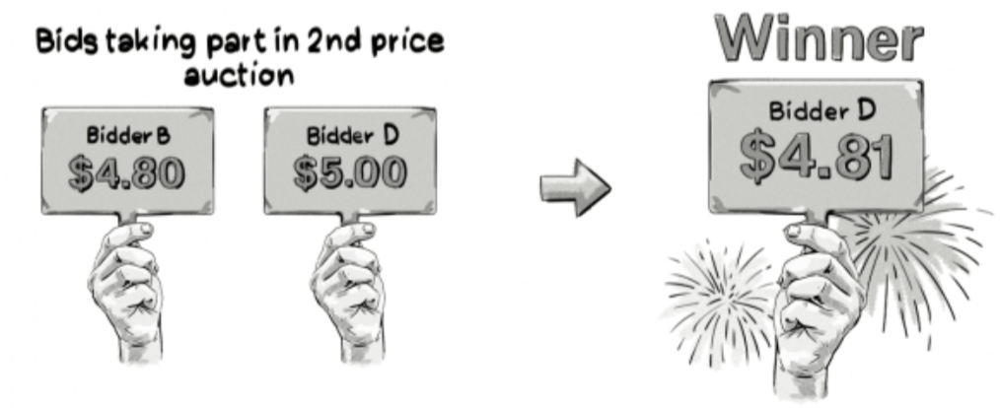 Bids taking part in 2nd price
auction
Bidder B
$4.80
Bidder D
$5.00
Winner
Bidder D
$4.81